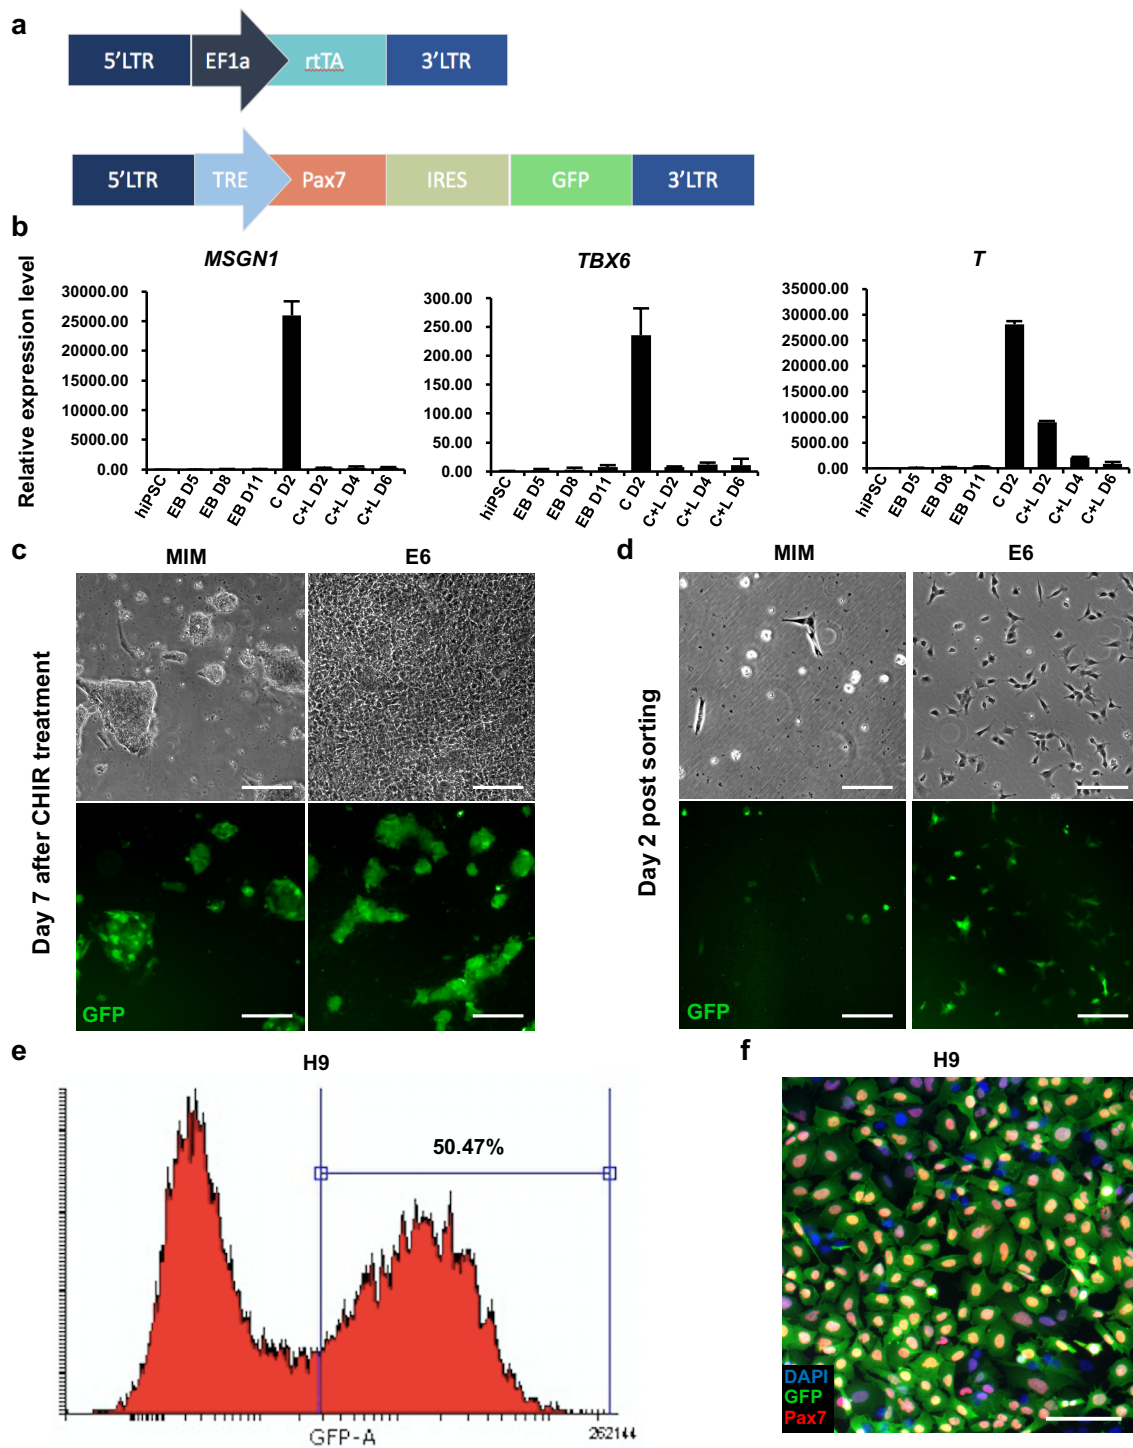 a
5'LTR EF1a rtTA 3'LTR
5'LTR TRE Pax7 IRES GFP 3'LTR
b
Relative expression level
MSGN1
30000.00
25000.00
20000.00
15000.00
10000.00
5000.00
0.00
hiPSC EB D5 EB D8 EB D11 C D2 C+L D2 C+L D4 C+L D6
TBX6
300.00
250.00
200.00
150.00
100.00
50.00
0.00
hiPSC EB D5 EB D8 EB D11 C D2 C+L D2 C+L D4 C+L D6
T
35000.00
30000.00
25000.00
20000.00
15000.00
10000.00
5000.00
0.00
hiPSC EB D5 EB D8 EB D11 C D2 C+L D2 C+L D4 C+L D6
c
MIM E6
Day 7 after CHIR treatment
GFP
d
MIM E6
Day 2 post sorting
GFP
e
H9
50.47%
GFP-A
262144
f
H9
DAPI
GFP
Pax7